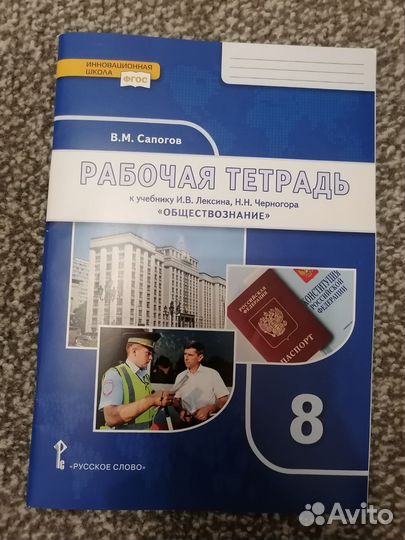 ИННОВАЦИОННАЯ
ШКОЛА
ФГОС
В.М. Сапогов
РАБОЧАЯ ТЕТРАДЬ
к учебнику И.В. Лексина, Н.Н. Черногора
«ОБЩЕСТВОЗНАНИЕ»
РОССИЙСКАЯ
ФЕДЕРАЦИЯ
ПАСПОРТ
КОНСТИТУЦИЯ
РОССИЙСКОЙ
ФЕДЕРАЦИИ
8
«РУССКОЕ СЛОВО»
Avito